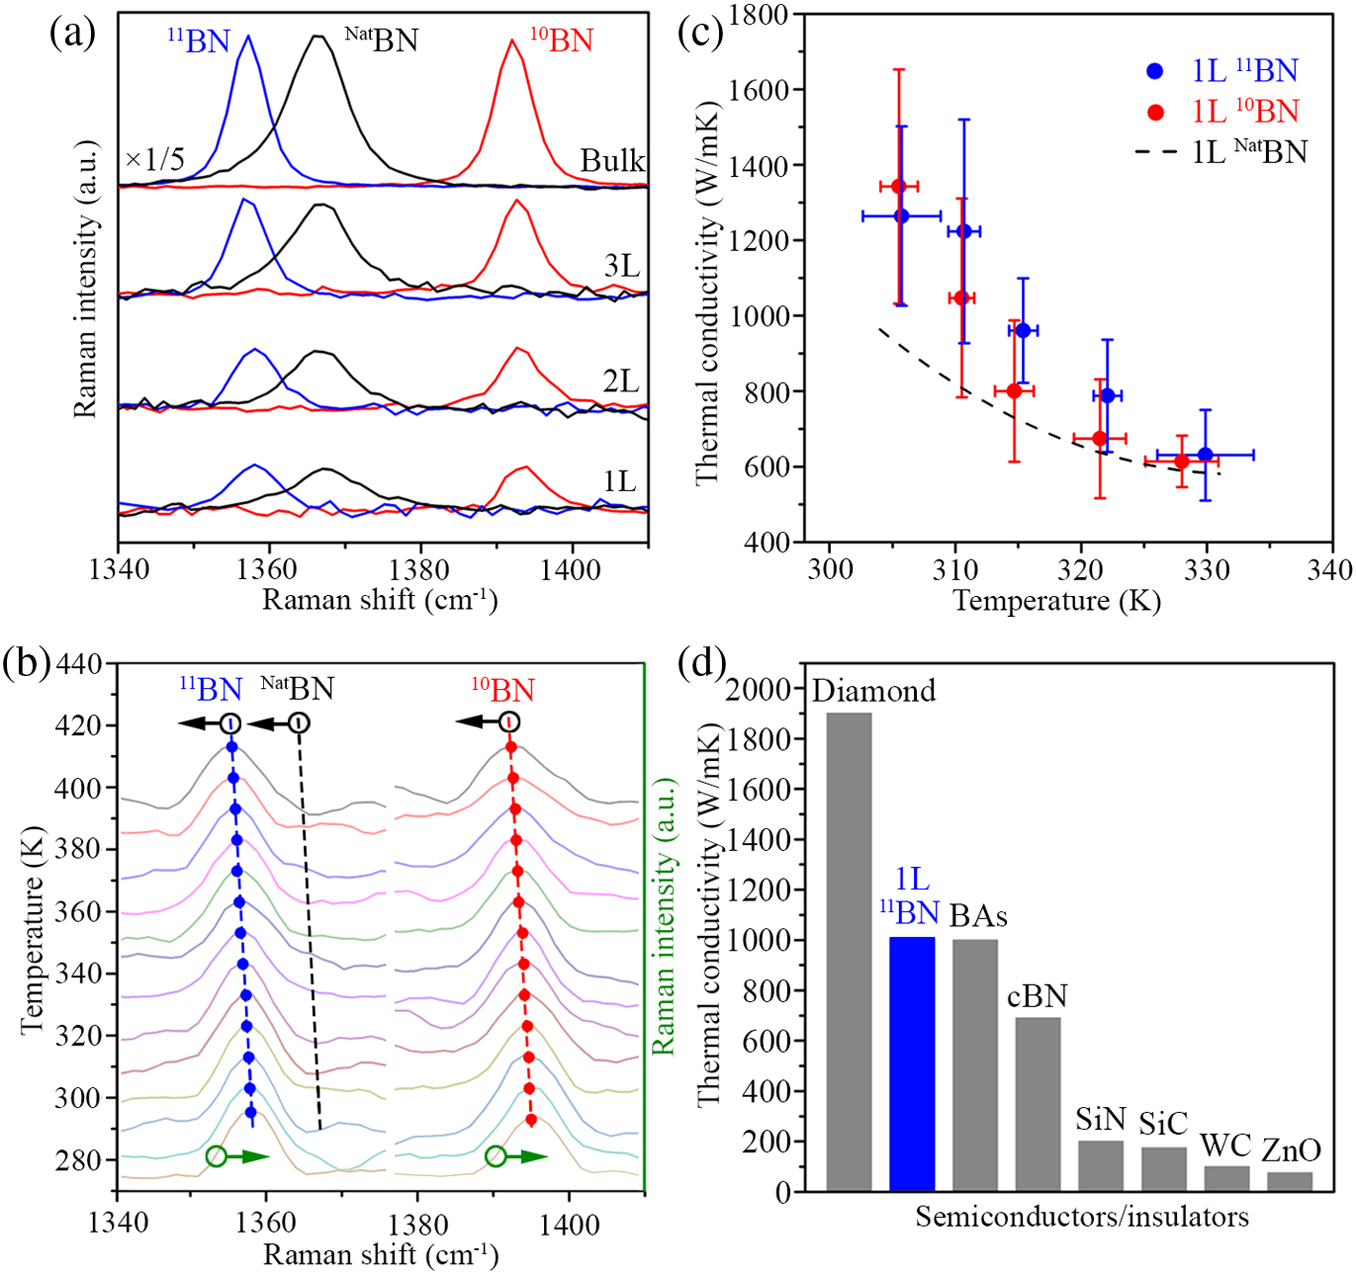 (a)
¹¹BN
ᴺᵃᵗBN
¹⁰BN
×1/5
Bulk
3L
2L
1L
Raman intensity (a.u.)
1340
1360
1380
1400
Raman shift (cm⁻¹)
(c)
1800
1600
1400
1200
1000
800
600
400
Thermal conductivity (W/mK)
1L ¹¹BN
1L ¹⁰BN
1L ᴺᵃᵗBN
300
310
320
330
340
Temperature (K)
(b)
440
420
400
380
360
340
320
300
280
Temperature (K)
¹¹BN
ᴺᵃᵗBN
¹⁰BN
Raman intensity (a.u.)
1340
1360
1380
1400
Raman shift (cm⁻¹)
(d)
2000
1800
1600
1400
1200
1000
800
600
400
200
0
Thermal conductivity (W/mK)
Diamond
1L
¹¹BN
BAs
cBN
SiN
SiC
WC
ZnO
Semiconductors/insulators